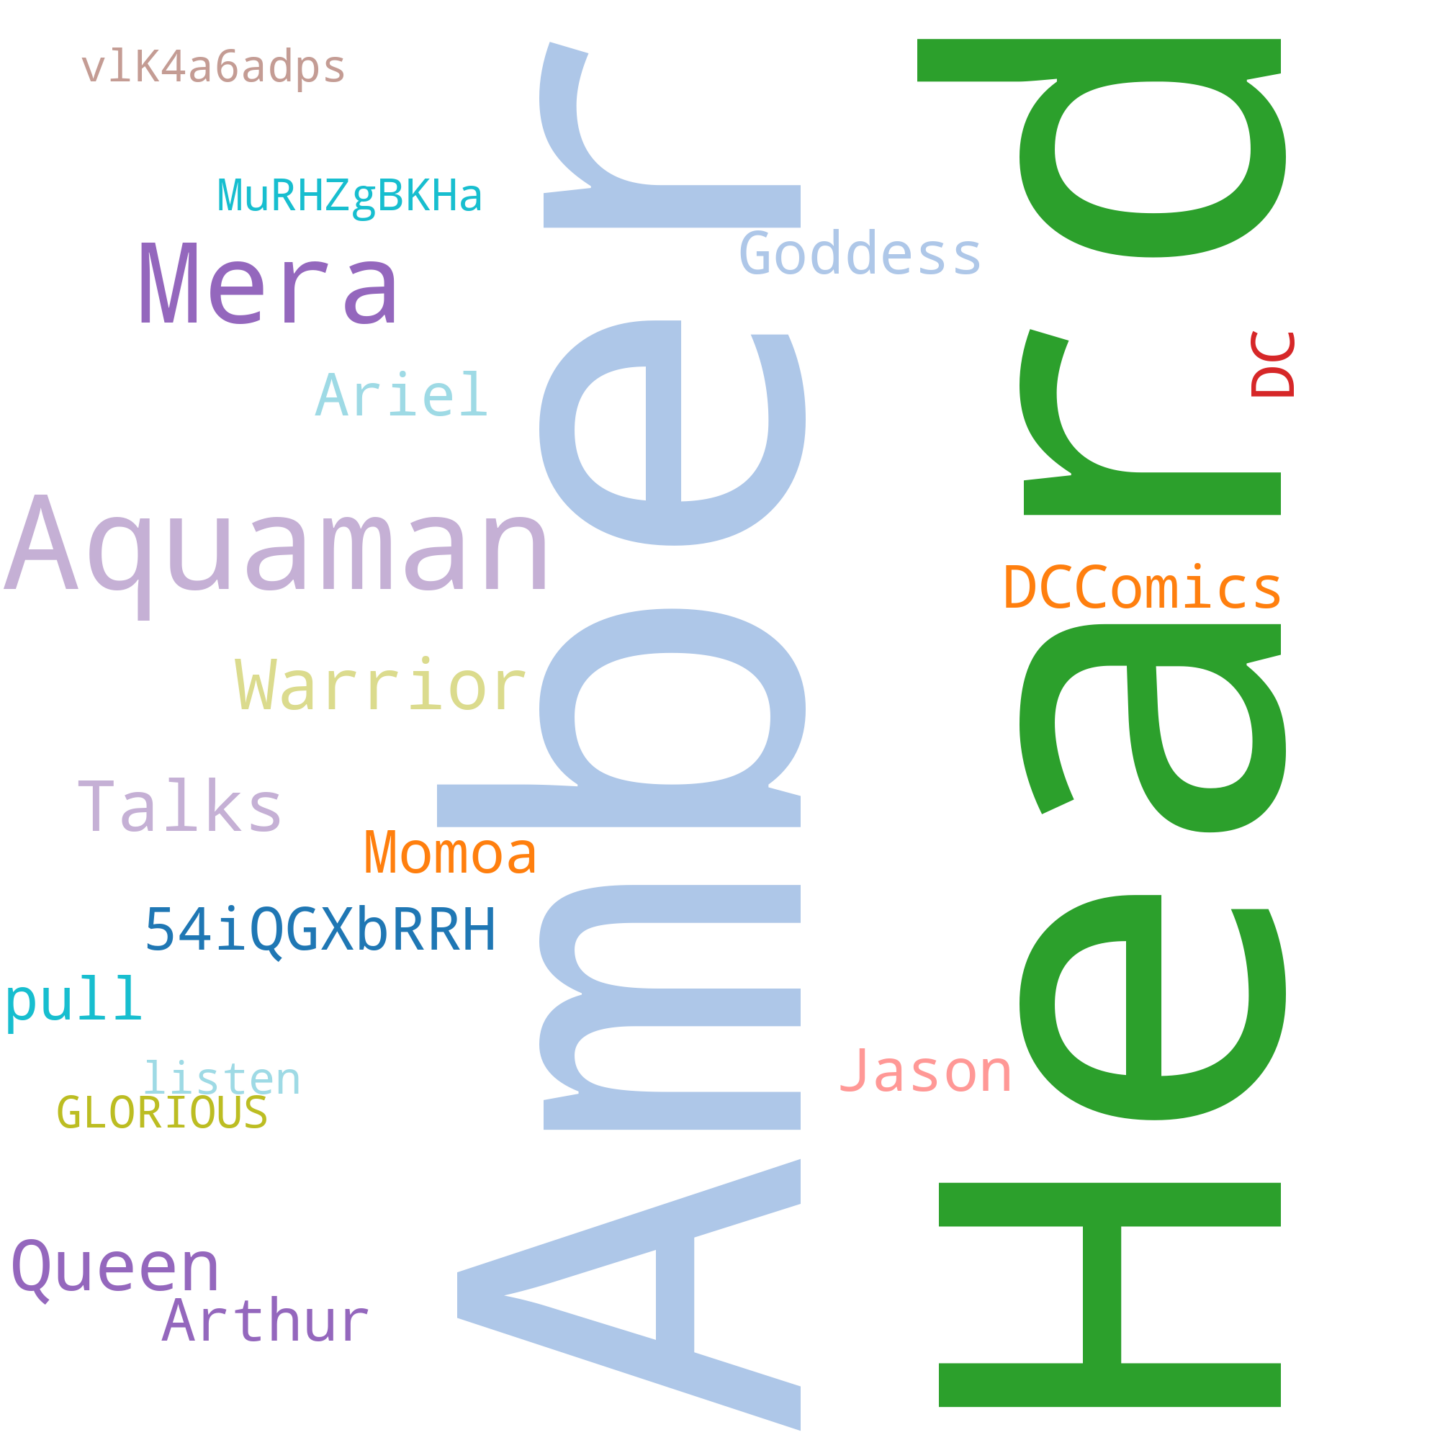 vlK4a6adps
MuRHZgBKHa
Mera
Goddess
Ariel
DC
Aquaman
DCComics
Warrior
Amber
Heard
Talks
Momoa
54iQGXbRRH
pull
Jason
listen
GLORIOUS
Queen
Arthur